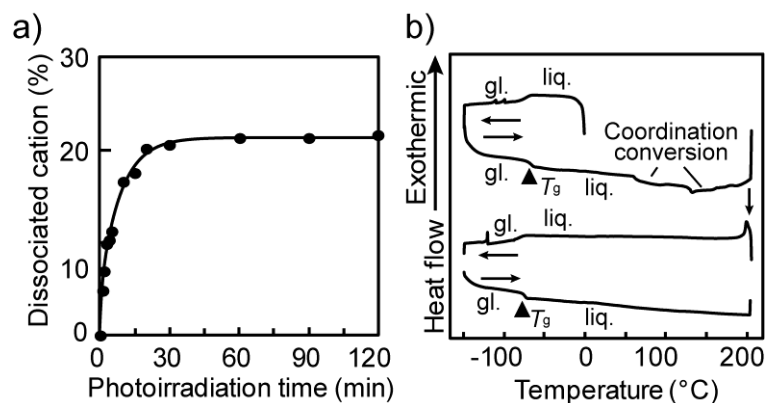 a)
Dissociated cation (%)
30
20
10
0
0
30
60
90
120
Photoirradiation time (min)
b)
Heat flow
Exothermic
gl.
liq.
Coordination
conversion
gl.
Tg
liq.
gl.
liq.
gl.
Tg
liq.
-100
0
100
200
Temperature (°C)